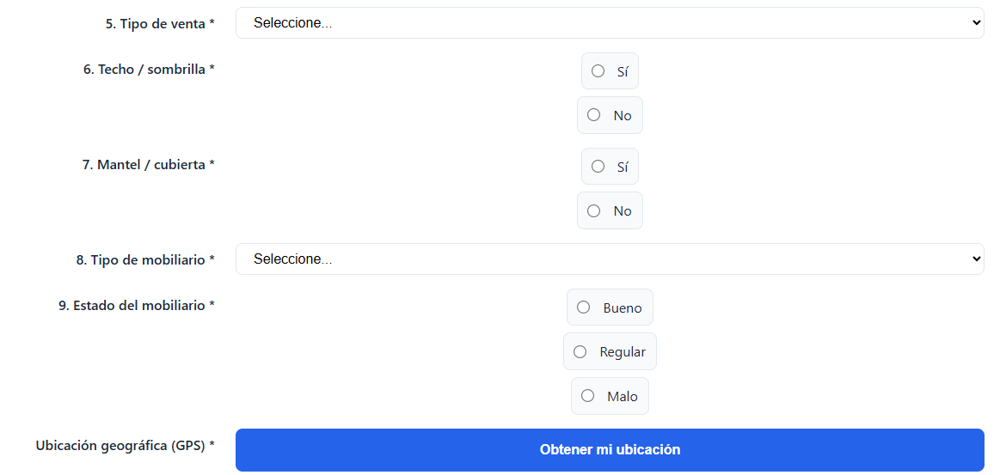 5. Tipo de venta *
Seleccione...
6. Techo / sombrilla *
Sí
No
7. Mantel / cubierta *
Sí
No
8. Tipo de mobiliario *
Seleccione...
9. Estado del mobiliario *
Bueno
Regular
Malo
Ubicación geográfica (GPS) *
Obtener mi ubicación